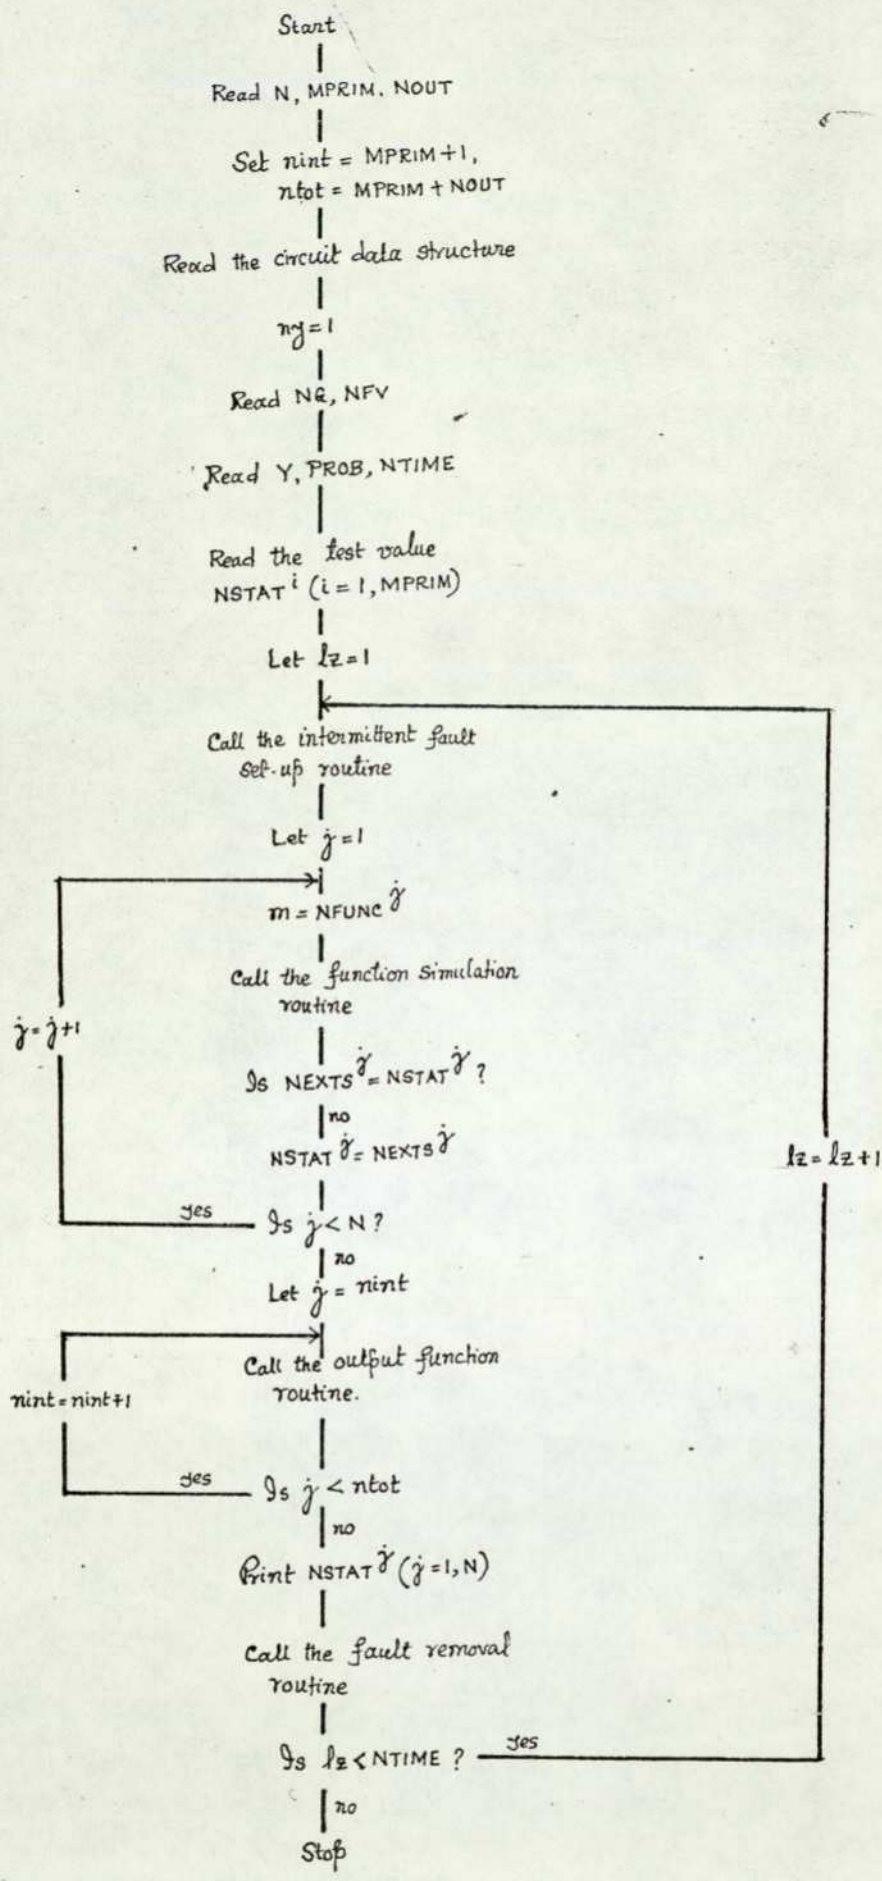 Start
Read N, MPRIM. NOUT
Set nint = MPRIM+1,
ntot = MPRIM + NOUT
Read the circuit data structure
ny=1
Read NG, NFV
Read Y, PROB, NTIME
Read the test value
NSTAT i (i = 1, MPRIM)
Let lz=1
Call the intermittent fault
set-up routine
Let j=1
m = NFUNC j
Call the function simulation
routine
j=j+1
Is NEXTS j = NSTAT j ?
no
NSTAT j = NEXTS j
lz=lz+1
yes
Is j < N ?
no
Let j = nint
Call the output function
routine.
nint=nint+1
yes
Is j < ntot
no
Print NSTAT j (j=1, N)
Call the fault removal
routine
Is lz < NTIME ?
yes
no
Stop